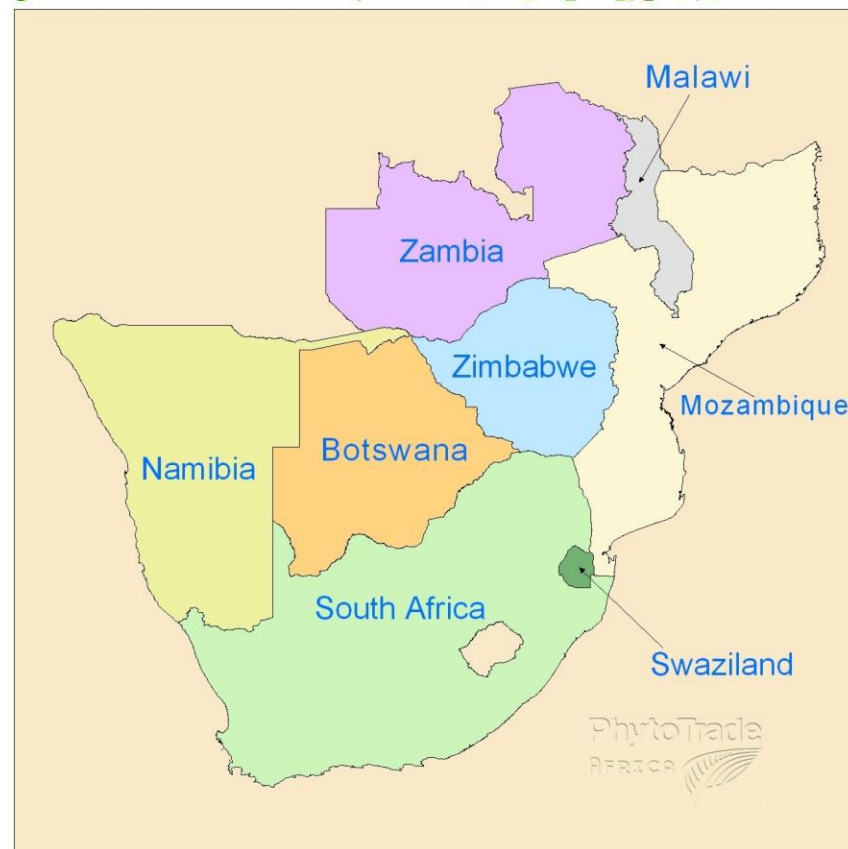 Malawi
Zambia
Zimbabwe
Mozambique
Botswana
Namibia
South Africa
Swaziland
PhytoTrade
AFRICA